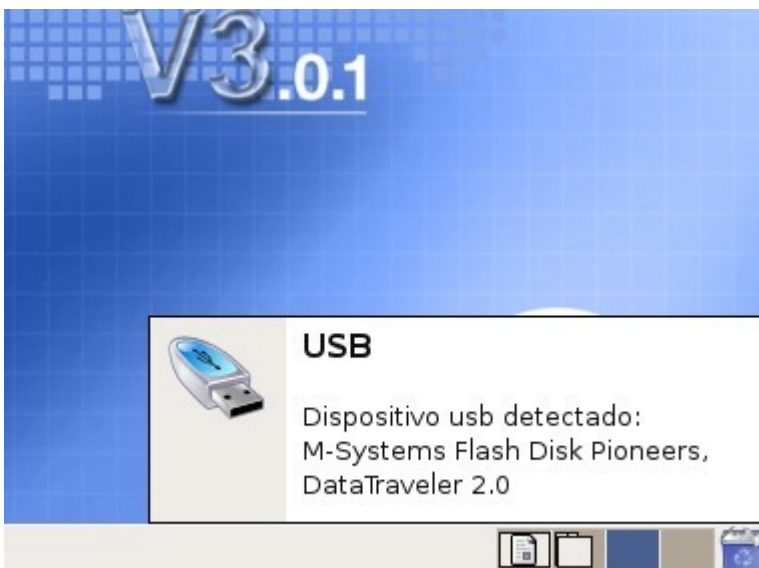 V3.0.1
USB
Dispositivo usb detectado:
M-Systems Flash Disk Pioneers,
DataTraveler 2.0